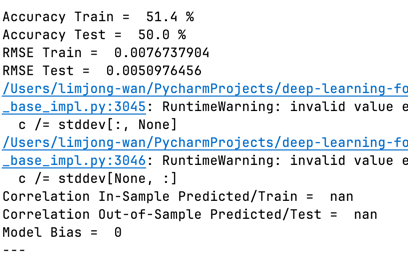 Accuracy Train =  51.4 %
Accuracy Test =  50.0 %
RMSE Train =  0.0076737904
RMSE Test =  0.0050976456
/Users/limjong-wan/PycharmProjects/deep-learning-fo
_base_impl.py:3045: RuntimeWarning: invalid value e
  c /= stddev[:, None]
/Users/limjong-wan/PycharmProjects/deep-learning-fo
_base_impl.py:3046: RuntimeWarning: invalid value e
  c /= stddev[None, :]
Correlation In-Sample Predicted/Train =  nan
Correlation Out-of-Sample Predicted/Test =  nan
Model Bias =  0
---